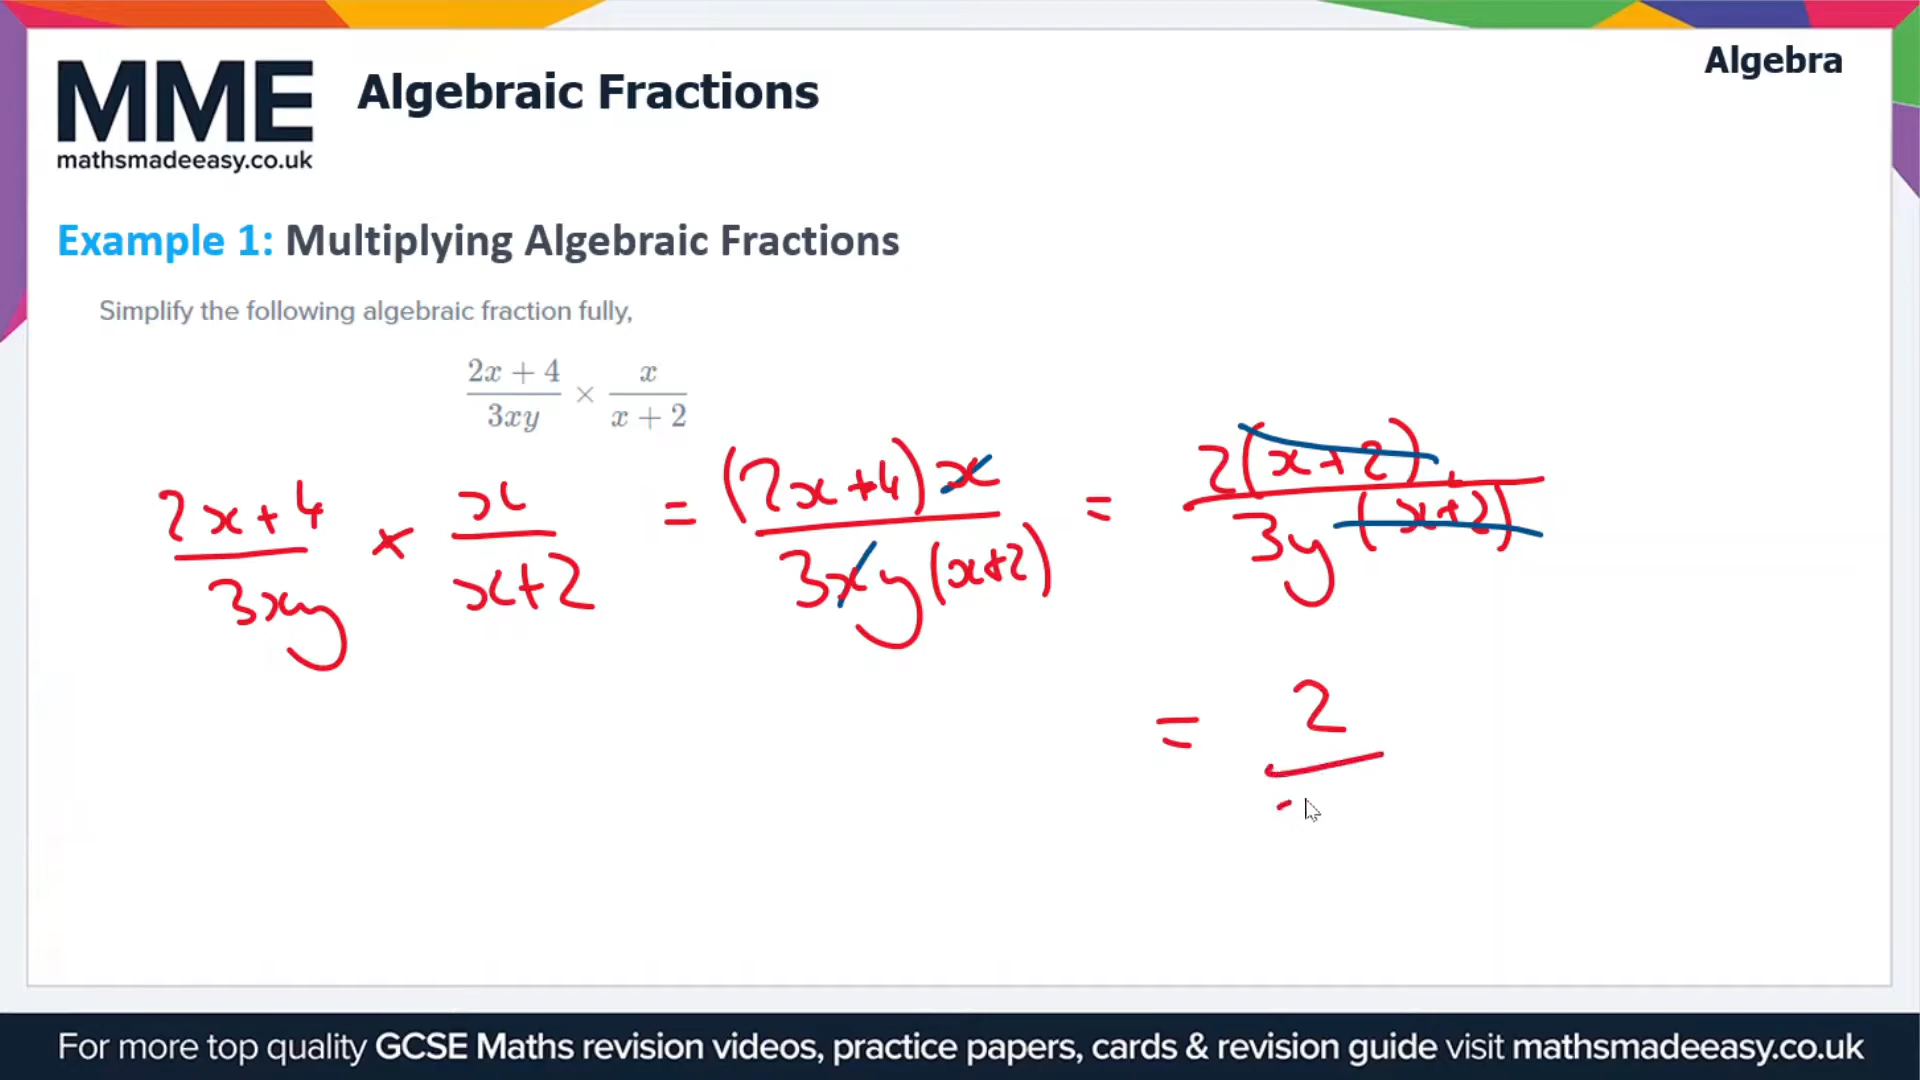 MME
mathsmadeeasy.co.uk
Algebraic Fractions
Algebra
Example 1: Multiplying Algebraic Fractions
Simplify the following algebraic fraction fully,
(2x + 4)/(3xy) × x/(x + 2)
(2x+4)/(3xy) × x/(x+2) = ((2x+4)x)/(3xy(x+2)) = (2(x+2))/(3y(x+2))
= 2
For more top quality GCSE Maths revision videos, practice papers, cards & revision guide visit mathsmadeeasy.co.uk